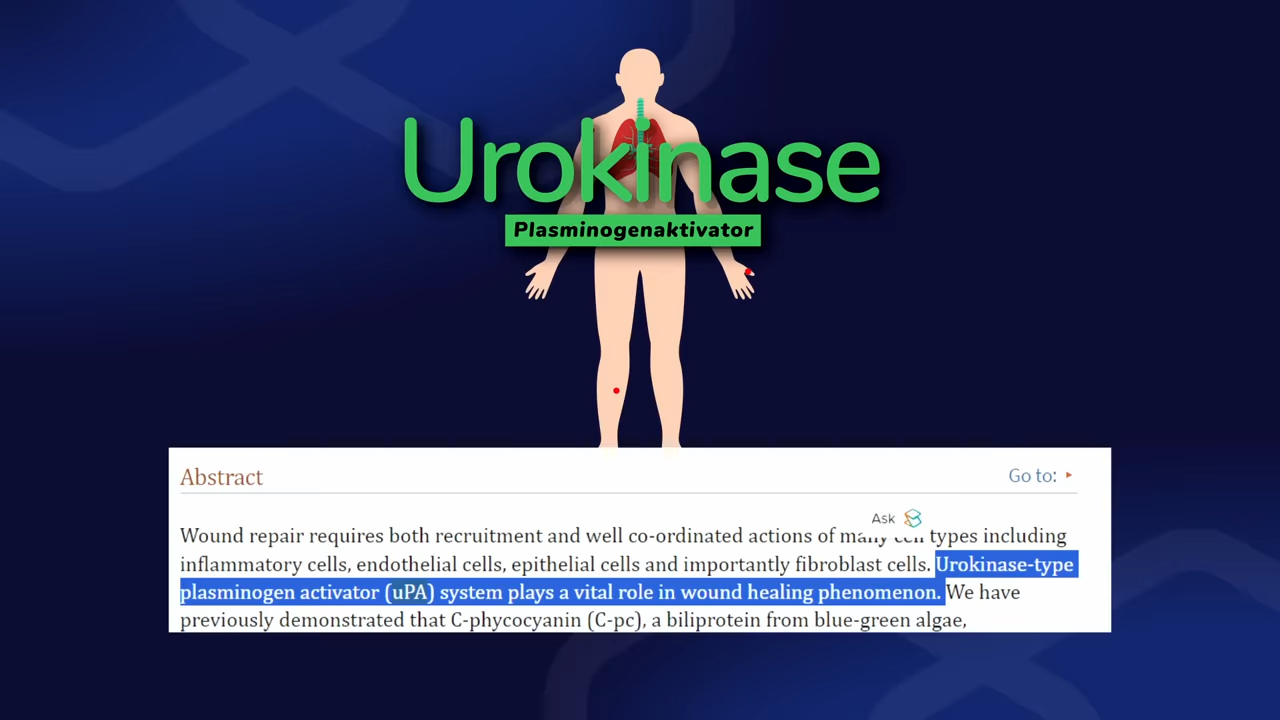 Urokinase
Plasminogenaktivator
Abstract
Go to:
Ask
Wound repair requires both recruitment and well co-ordinated actions of many cell types including
inflammatory cells, endothelial cells, epithelial cells and importantly fibroblast cells. Urokinase-type
plasminogen activator (uPA) system plays a vital role in wound healing phenomenon. We have
previously demonstrated that C-phycocyanin (C-pc), a biliprotein from blue-green algae,